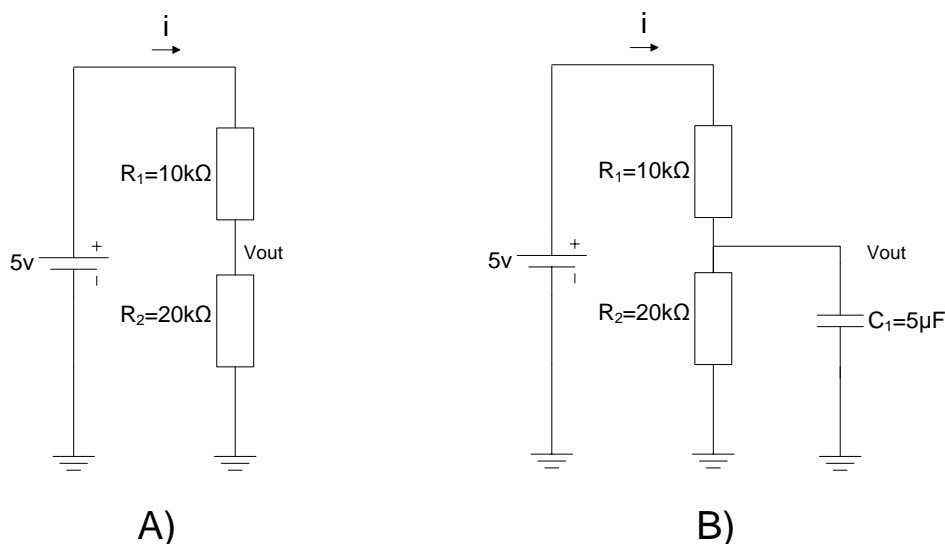 i
R₁=10kΩ
5v
+
Vout
R₂=20kΩ
A)
i
R₁=10kΩ
5v
+
Vout
R₂=20kΩ
C₁=5µF
B)